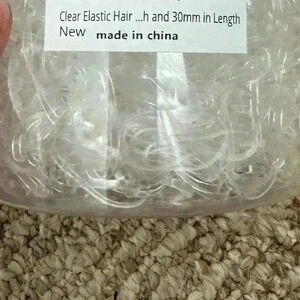 Clear Elastic Hair ...h and 30mm in Length
New made in china